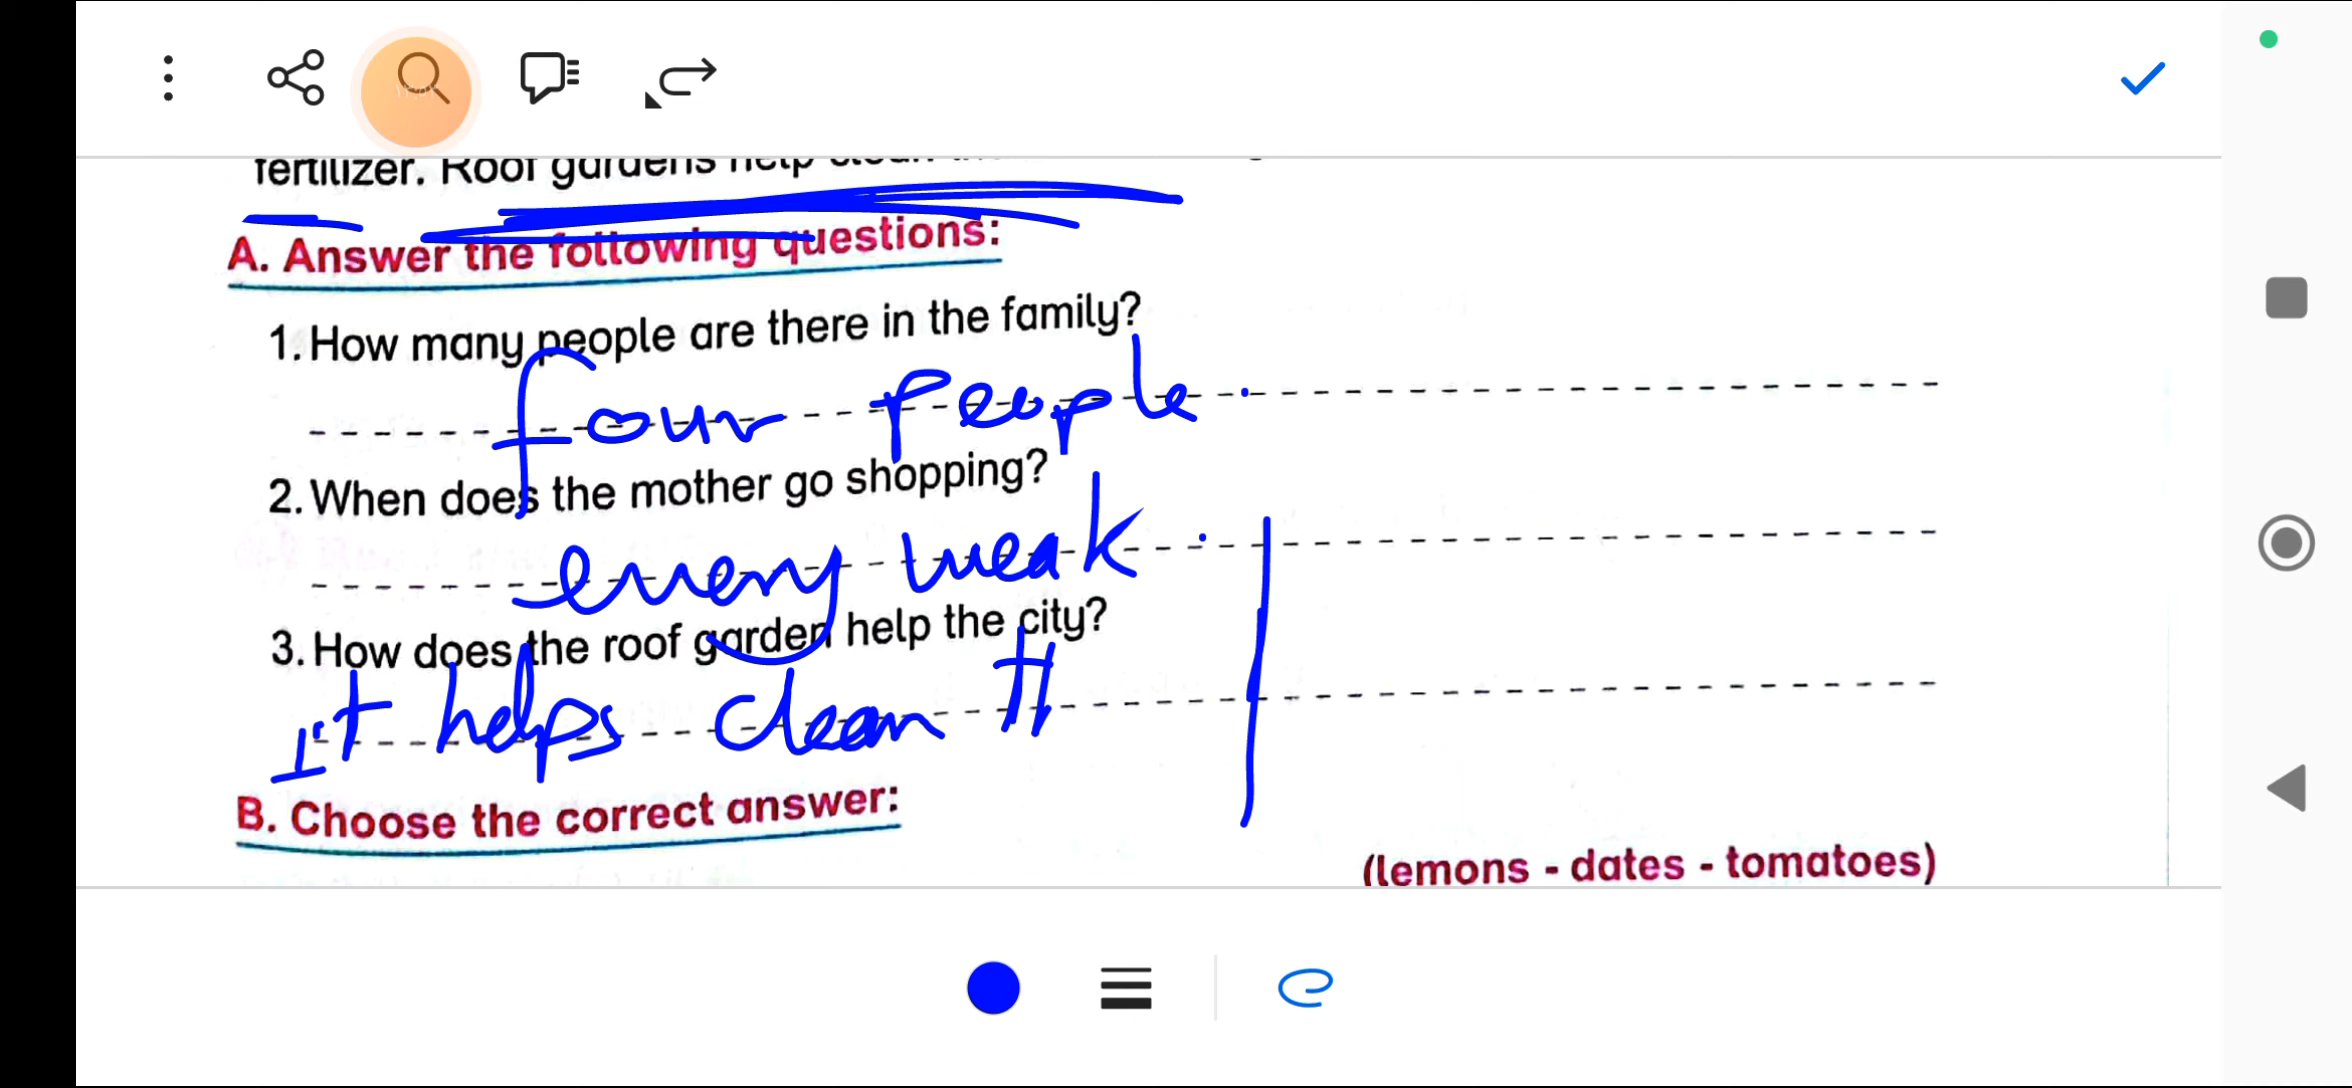 fertilizer. Roof gardens help clean
A. Answer the following questions:
1. How many people are there in the family?
four people.
2. When does the mother go shopping?
every weak.
3. How does the roof garden help the city?
It helps clean
B. Choose the correct answer:
(lemons - dates - tomatoes)